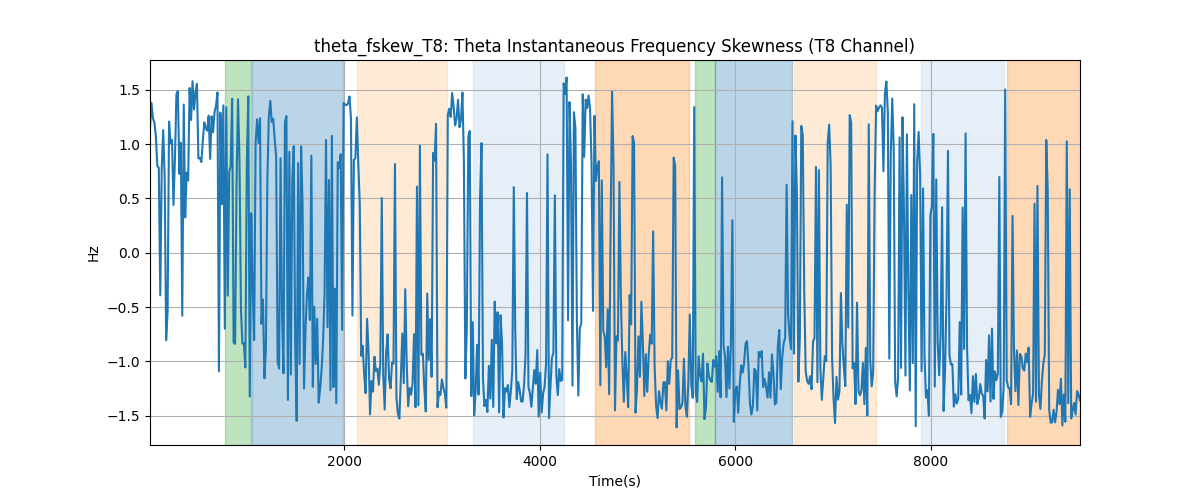 theta_fskew_T8: Theta Instantaneous Frequency Skewness (T8 Channel)
1.5
1.0
0.5
0.0
−0.5
−1.0
−1.5
Hz
2000 4000 6000 8000
Time(s)